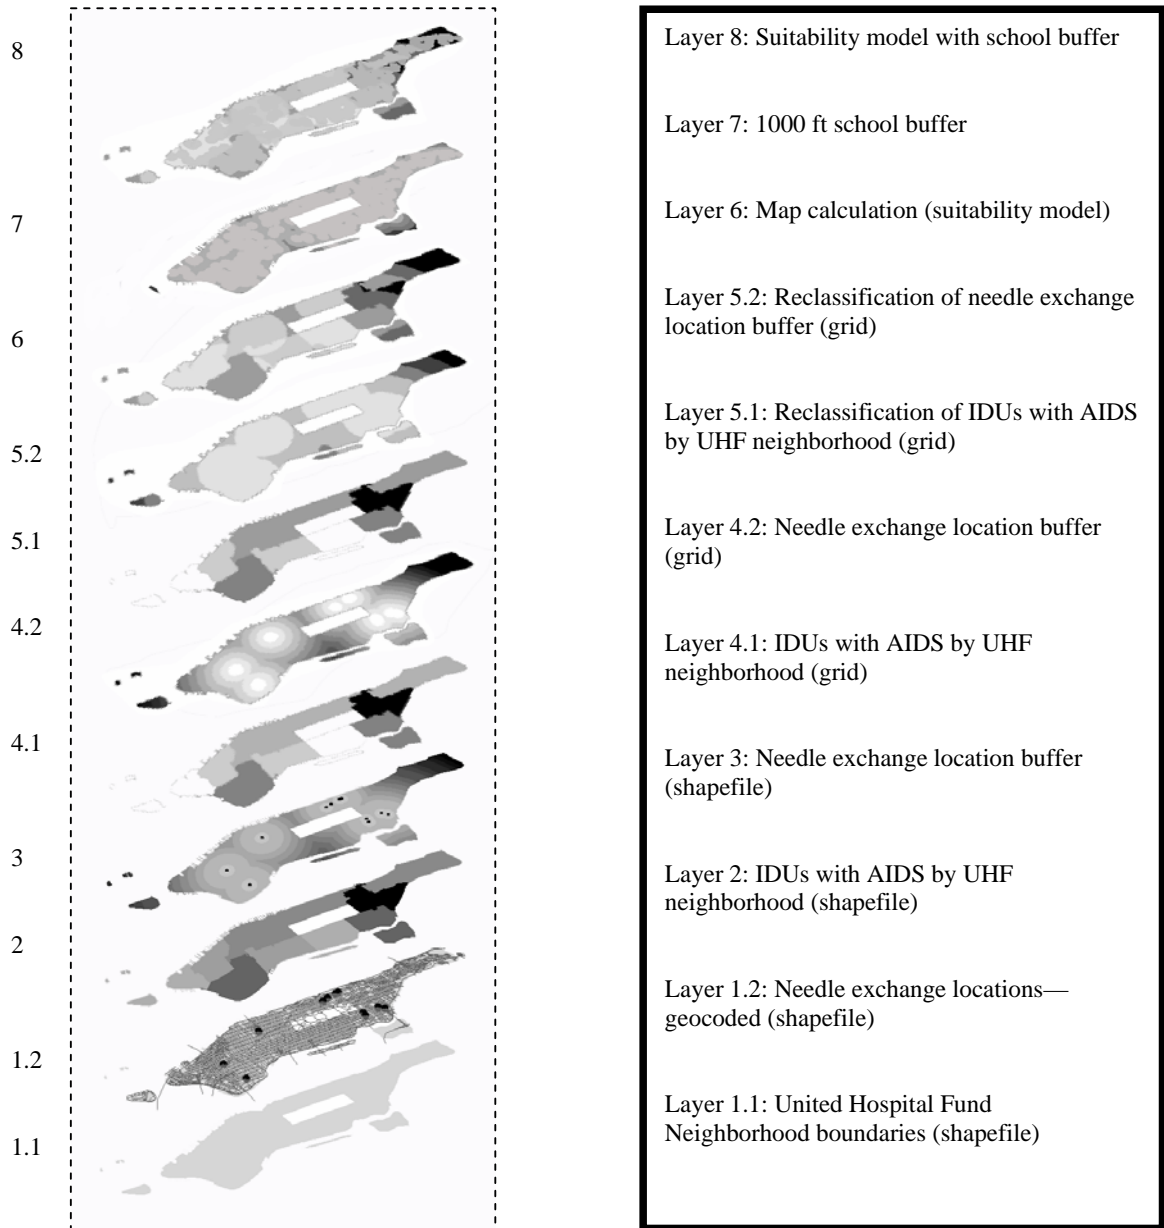 8
7
6
5.2
5.1
4.2
4.1
3
2
1.2
1.1
Layer 8: Suitability model with school buffer
Layer 7: 1000 ft school buffer
Layer 6: Map calculation (suitability model)
Layer 5.2: Reclassification of needle exchange
location buffer (grid)
Layer 5.1: Reclassification of IDUs with AIDS
by UHF neighborhood (grid)
Layer 4.2: Needle exchange location buffer
(grid)
Layer 4.1: IDUs with AIDS by UHF
neighborhood (grid)
Layer 3: Needle exchange location buffer
(shapefile)
Layer 2: IDUs with AIDS by UHF
neighborhood (shapefile)
Layer 1.2: Needle exchange locations—
geocoded (shapefile)
Layer 1.1: United Hospital Fund
Neighborhood boundaries (shapefile)